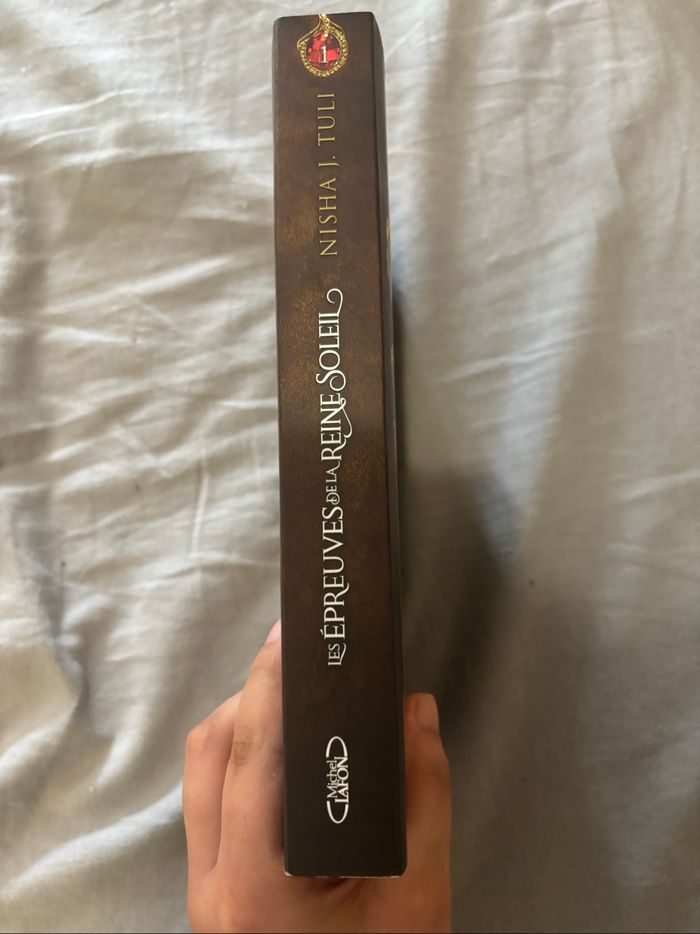 1
NISHA J. TULI
LES ÉPREUVES DE LA REINE SOLEIL
Michel
LAFON